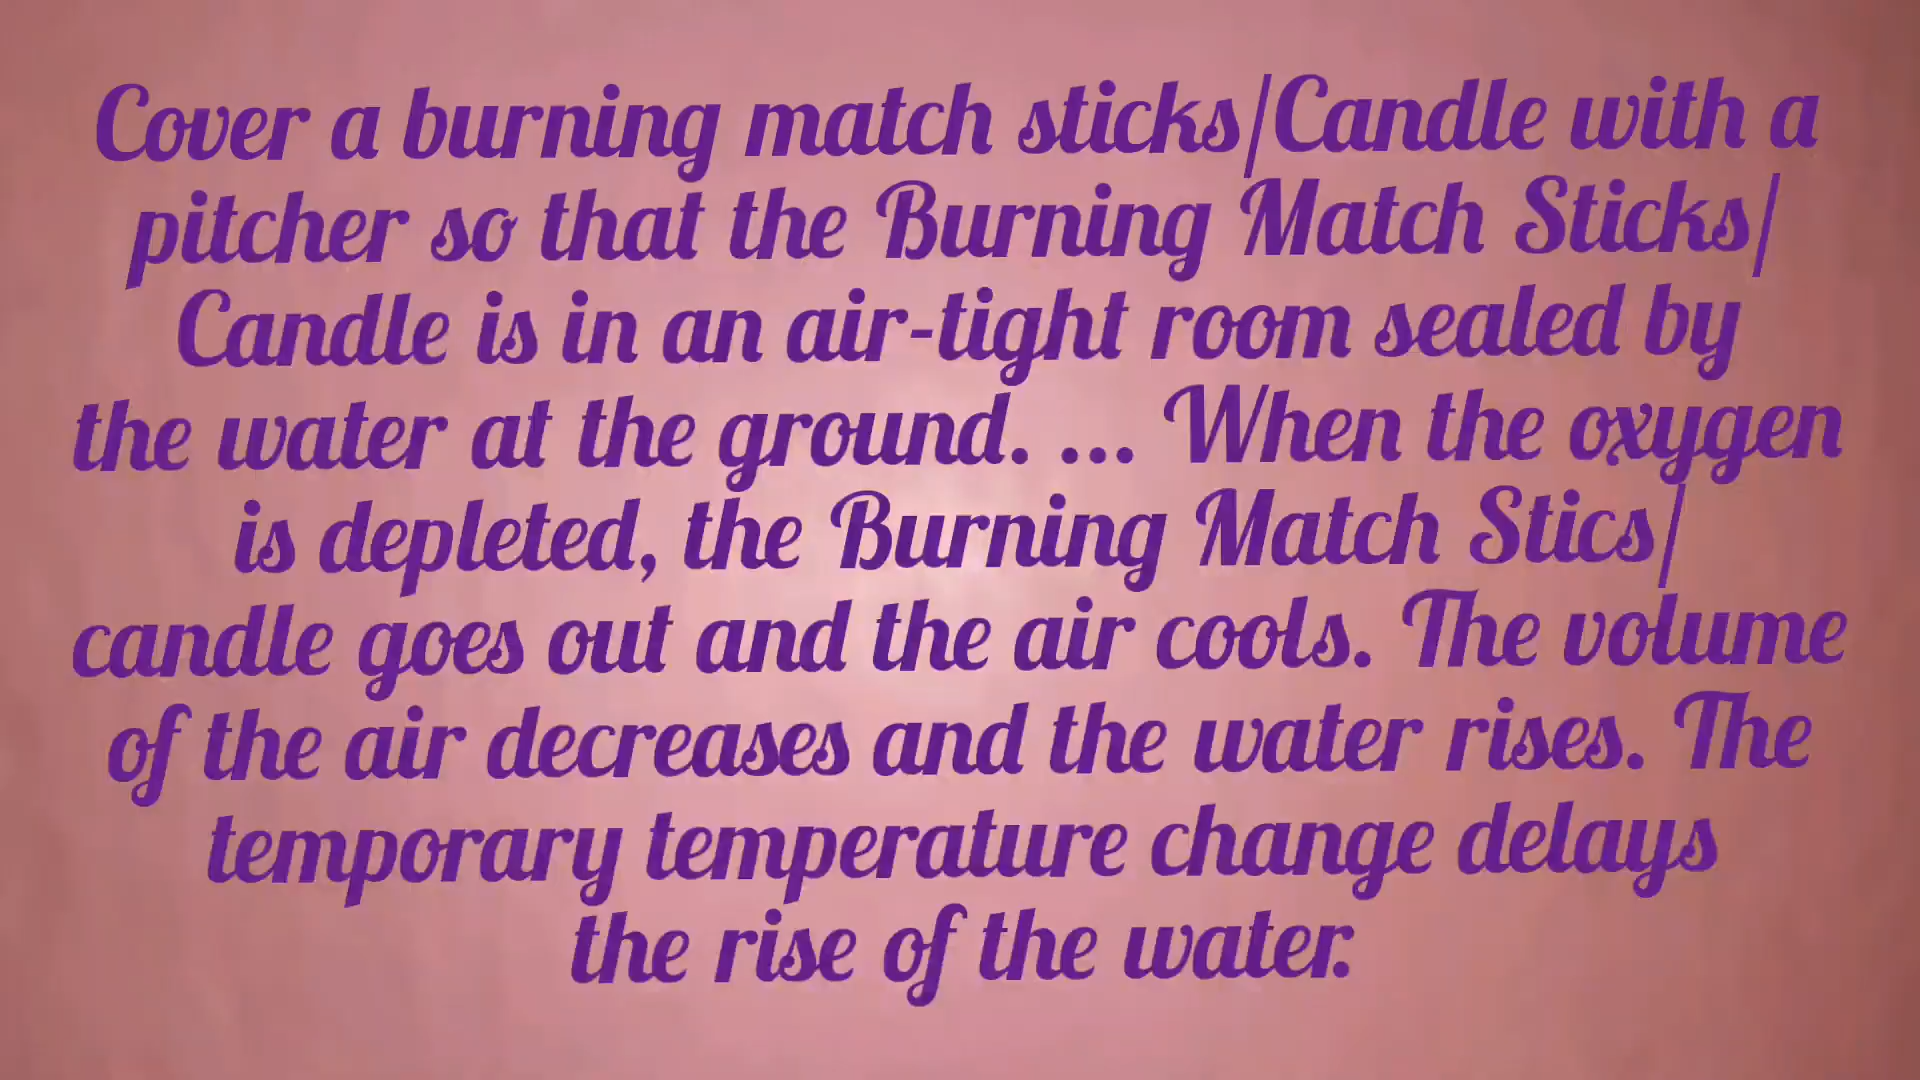 Cover a burning match sticks/Candle with a
pitcher so that the Burning Match Sticks/
Candle is in an air-tight room sealed by
the water at the ground. ... When the oxygen
is depleted, the Burning Match Stics/
candle goes out and the air cools. The volume
of the air decreases and the water rises. The
temporary temperature change delays
the rise of the water.